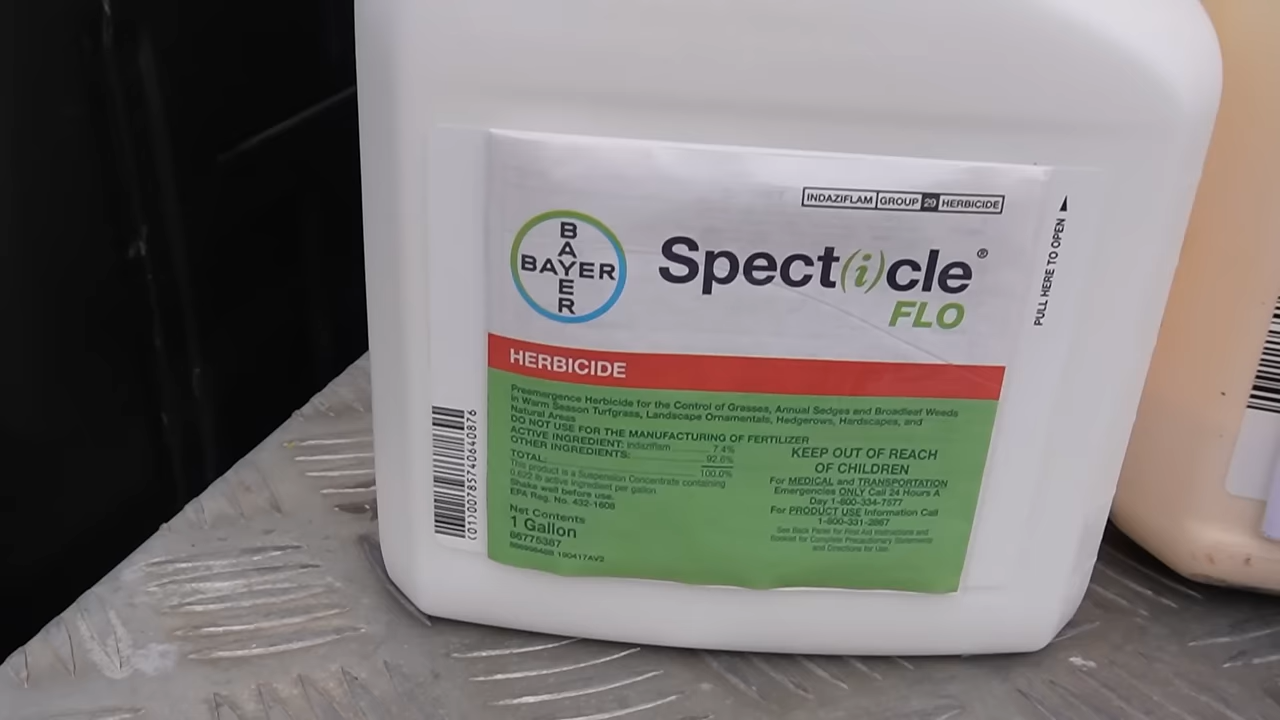 INDAZIFLAM GROUP 29 HERBICIDE
BAYER
BAYER
Spect(i)cle®
FLO
PULL HERE TO OPEN
HERBICIDE
Preemergence Herbicide for the Control of Grasses, Annual Sedges and Broadleaf Weeds
in Warm Season Turfgrass, Landscape Ornamentals, Hedgerows, Hardscapes, and
Natural Areas
DO NOT USE FOR THE MANUFACTURING OF FERTILIZER
ACTIVE INGREDIENT: Indaziflam 7.4%
OTHER INGREDIENTS: 92.6%
TOTAL: 100.0%
This product is a Suspension Concentrate containing
0.622 lb active ingredient per gallon.
Shake well before use.
EPA Reg. No. 432-1608
Net Contents
1 Gallon
86775387
190417AV2
KEEP OUT OF REACH
OF CHILDREN
For MEDICAL and TRANSPORTATION
Emergencies ONLY Call 24 Hours A
Day 1-800-334-7577
For PRODUCT USE Information Call
1-800-331-2867
See Back Panel for First Aid Instructions and
Booklet for Complete Precautionary Statements
and Directions for Use.
(01)00785740640876